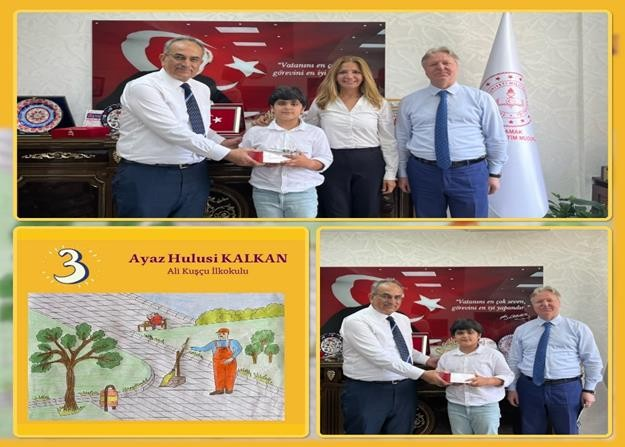 "Vatanını en çok
görevini en iyi
AMAK
3
Ayaz Hulusi KALKAN
Ali Kuşçu İlkokulu
"Vatanını en çok seven,
görevini en iyi yapandır."